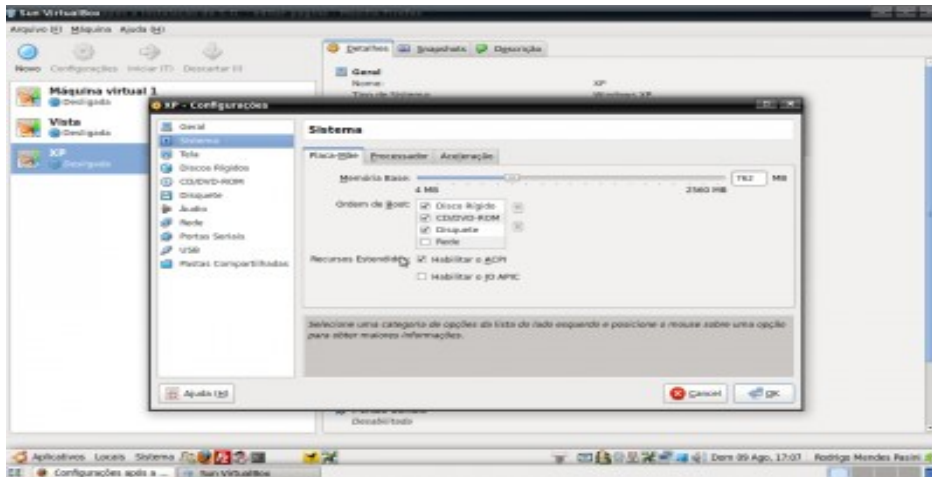 Sun VirtualBox
Arquivo (F) Máquina Ajuda (H)
Novo Configurações Iniciar (T) Descartar (I)
Detalhes Snapshots Descrição
Máquina virtual 1
Desligada
Vista
Desligada
XP
Desligada
Geral
Nome: XP
Tipo de Sistema: Windows XP
XP - Configurações
Geral
Sistema
Tela
Discos Rígidos
CD/DVD-ROM
Disquete
Áudio
Rede
Portas Seriais
USB
Pastas Compartilhadas
Sistema
Placa-Mãe Processador Aceleração
Memória Base: 762 MB
4 MB 2560 MB
Ordem de Boot:
Disco Rígido
CD/DVD-ROM
Disquete
Rede
Habilitar o ACPI
Habilitar o IO APIC
Selecione uma categoria de opções da lista do lado esquerdo e posicione o mouse sobre uma opção
para obter maiores informações.
Ajuda (H) Cancel OK
Desabilitado
Aplicativos Locais Sistema Dom 09 Ago, 17:07 Rodrigo Mendes Pasini
Configurações após a ... Sun VirtualBox